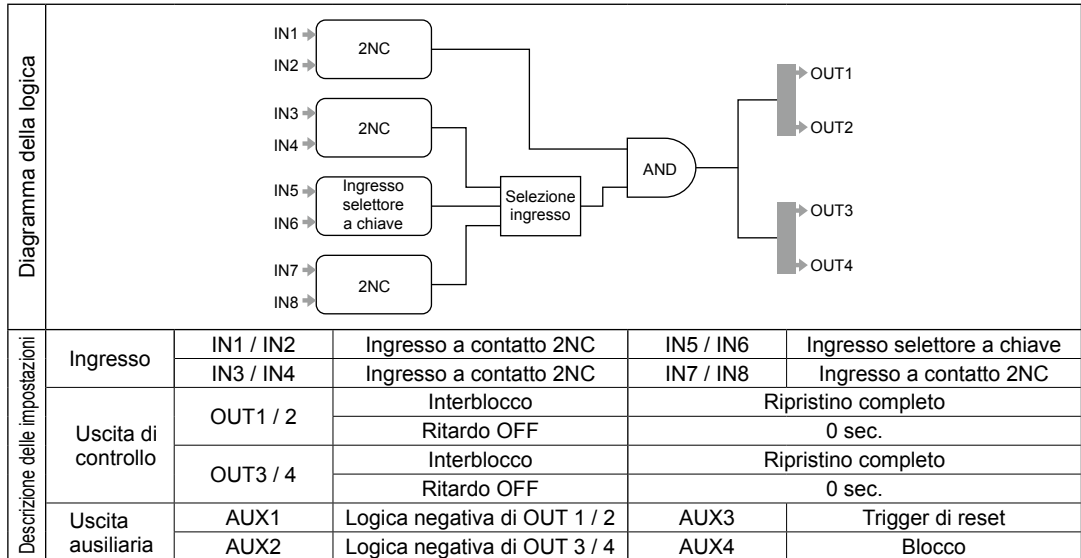 Diagramma della logica
IN1
IN2
2NC
IN3
IN4
2NC
IN5
IN6
Ingresso
selettore
a chiave
IN7
IN8
2NC
Selezione
ingresso
AND
OUT1
OUT2
OUT3
OUT4
Descrizione delle impostazioni
Ingresso
IN1 / IN2 Ingresso a contatto 2NC IN5 / IN6 Ingresso selettore a chiave
IN3 / IN4 Ingresso a contatto 2NC IN7 / IN8 Ingresso a contatto 2NC
Uscita di
controllo
OUT1 / 2
Interblocco Ripristino completo
Ritardo OFF 0 sec.
OUT3 / 4
Interblocco Ripristino completo
Ritardo OFF 0 sec.
Uscita
ausiliaria
AUX1 Logica negativa di OUT 1 / 2 AUX3 Trigger di reset
AUX2 Logica negativa di OUT 3 / 4 AUX4 Blocco